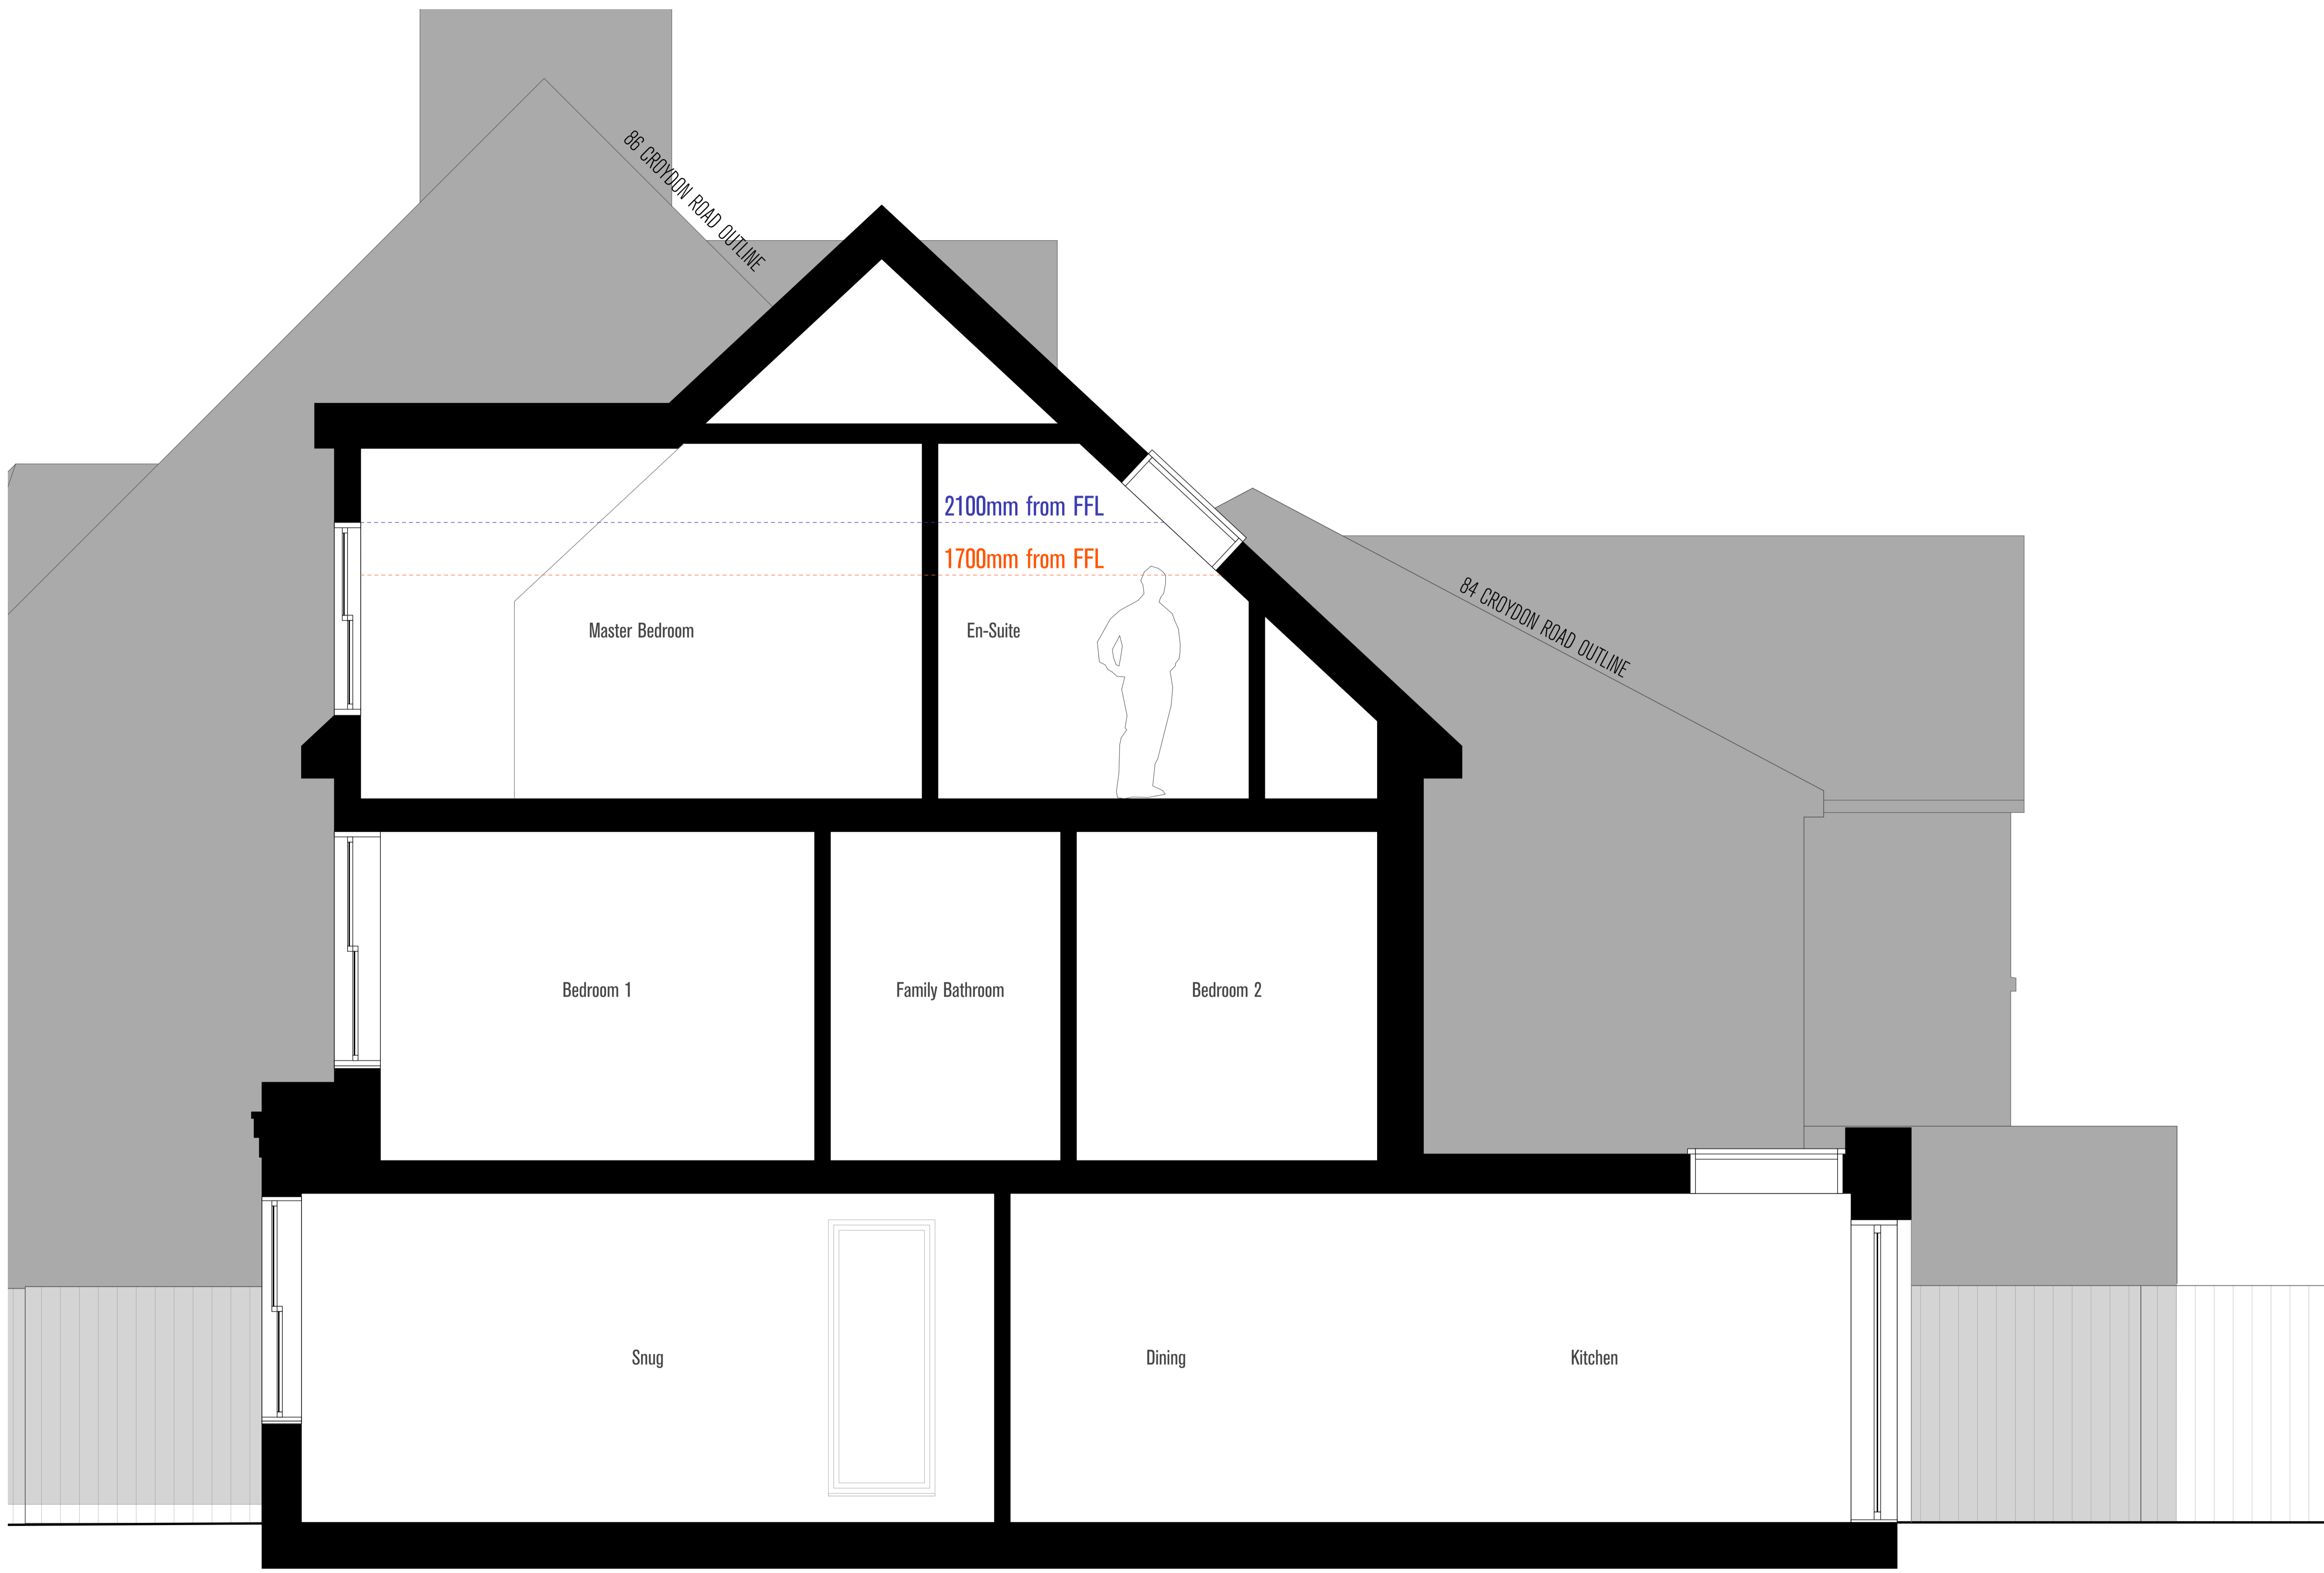 86 CROYDON ROAD OUTLINE
2100mm from FFL
1700mm from FFL
84 CROYDON ROAD OUTLINE
Master Bedroom
En-Suite
Bedroom 1
Family Bathroom
Bedroom 2
Snug
Dining
Kitchen